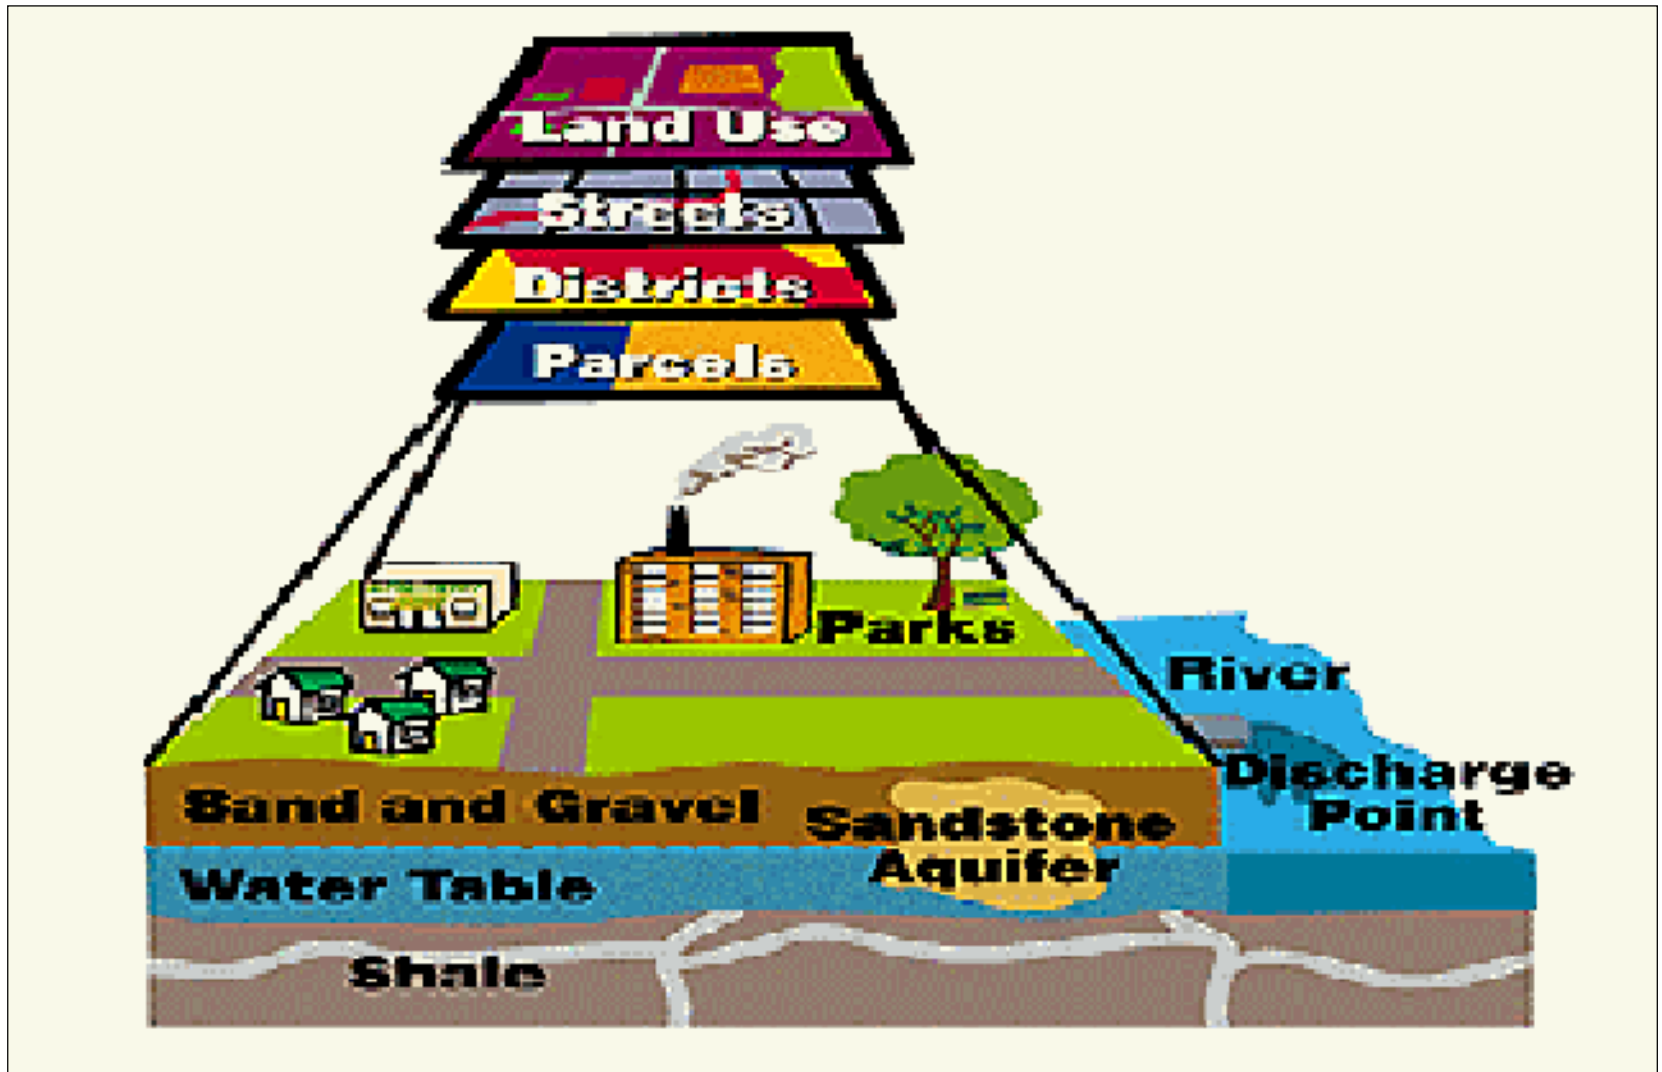 Land Use
Streets
Districts
Parcels
Parks
River
Discharge
Point
Sand and Gravel
Sandstone
Aquifer
Water Table
Shale